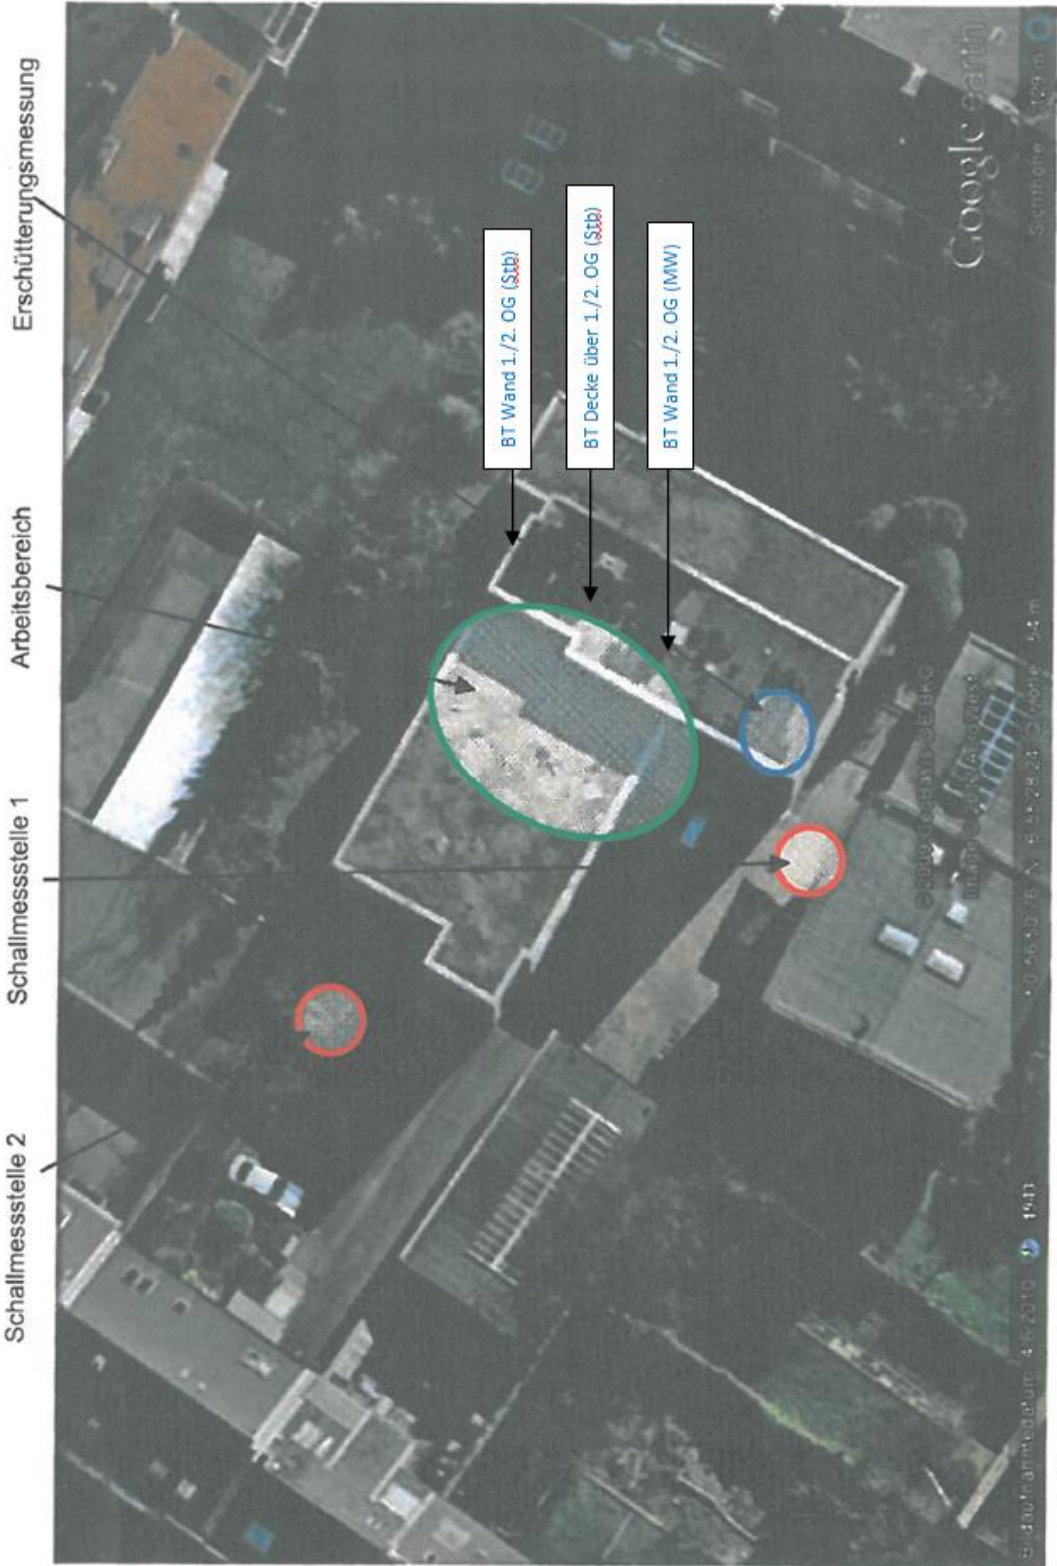 Schallmessstelle 2
Schallmessstelle 1
Arbeitsbereich
Erschütterungsmessung
BT Wand 1./2. OG (Stb)
BT Decke über 1./2. OG (Stb)
BT Wand 1./2. OG (MW)
Google earth
1943